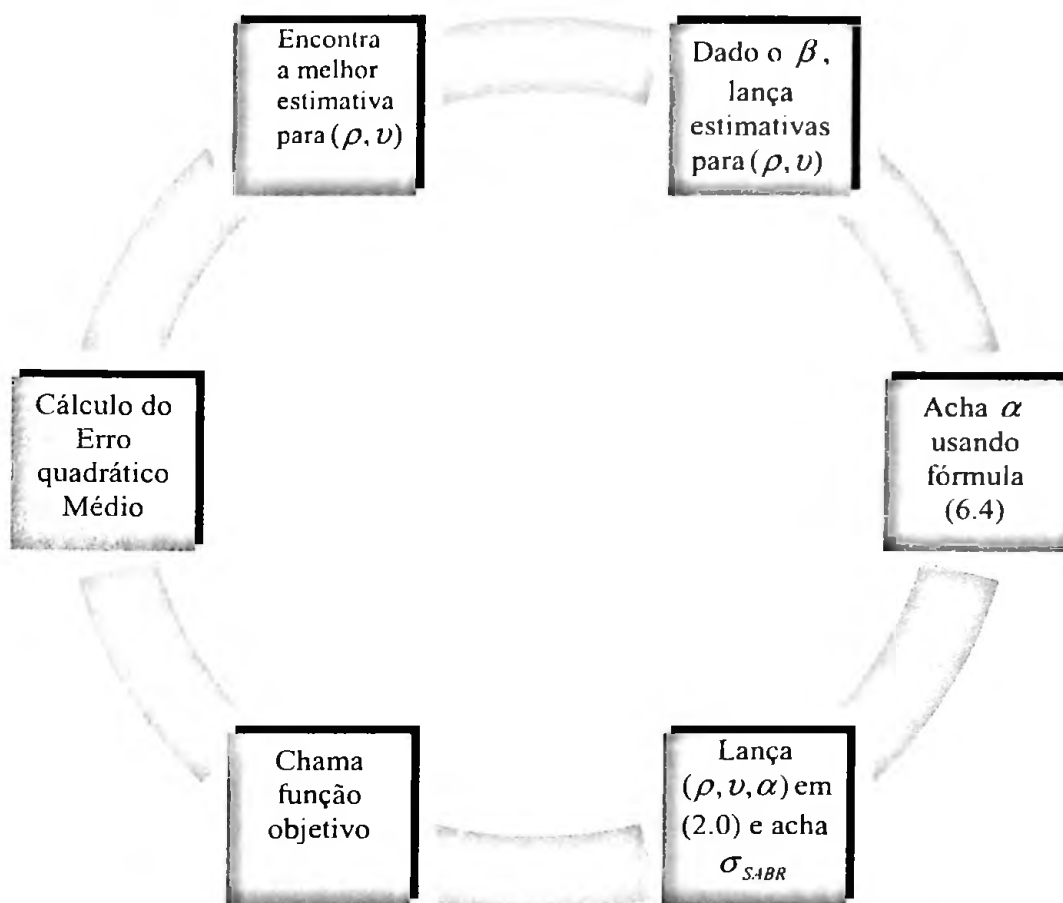 Encontra
a melhor
estimativa
para (ρ, υ)
Dado o β,
lança
estimativas
para (ρ, υ)
Acha α
usando
fórmula
(6.4)
Lança
(ρ, υ, α) em
(2.0) e acha
σ_SABR
Chama
função
objetivo
Cálculo do
Erro
quadrático
Médio